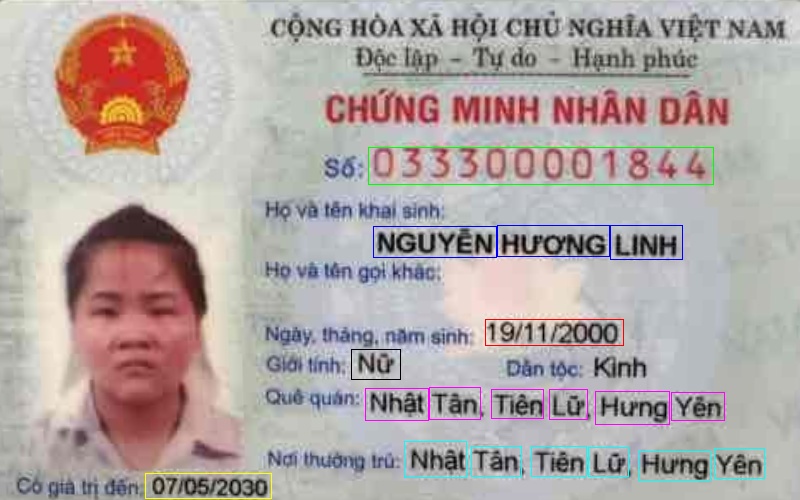 CỘNG HÒA XÃ HỘI CHỦ NGHĨA VIỆT NAM
Độc lập - Tự do - Hạnh phúc
CHỨNG MINH NHÂN DÂN
Số: 033300001844
Họ và tên khai sinh:
NGUYỄN HƯƠNG LINH
Họ và tên gọi khác:
Ngày, tháng, năm sinh: 19/11/2000
Giới tính: Nữ Dân tộc: Kinh
Quê quán: Nhật Tân, Tiên Lữ, Hưng Yên
Nơi thường trú: Nhật Tân, Tiên Lữ, Hưng Yên
Có giá trị đến: 07/05/2030